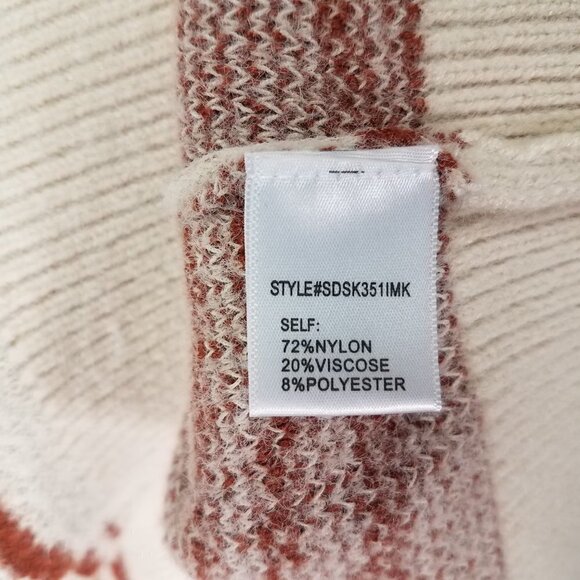 STYLE#SDSK351IMK
SELF:
72%NYLON
20%VISCOSE
8%POLYESTER